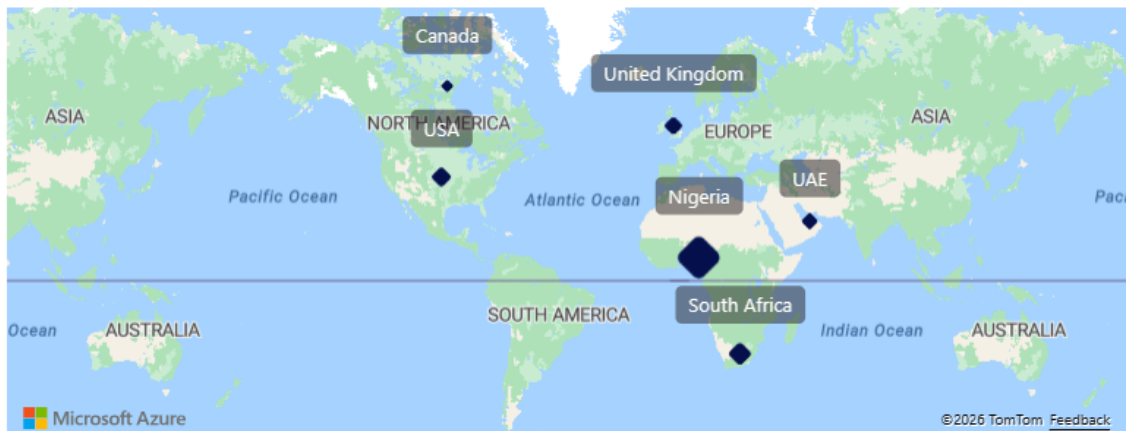 Canada
United Kingdom
ASIA
NORTH AMERICA
USA
EUROPE
ASIA
UAE
Pacific Ocean
Atlantic Ocean
Nigeria
Paci
South Africa
SOUTH AMERICA
Ocean
AUSTRALIA
Indian Ocean
AUSTRALIA
Microsoft Azure
©2026 TomTom Feedback